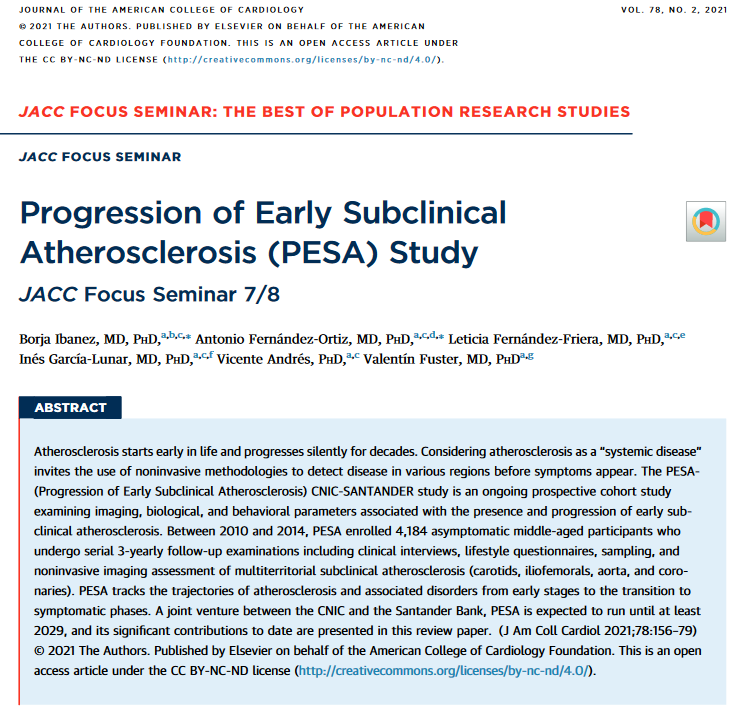 JOURNAL OF THE AMERICAN COLLEGE OF CARDIOLOGY
VOL. 78, NO. 2, 2021
© 2021 THE AUTHORS. PUBLISHED BY ELSEVIER ON BEHALF OF THE AMERICAN
COLLEGE OF CARDIOLOGY FOUNDATION. THIS IS AN OPEN ACCESS ARTICLE UNDER
THE CC BY-NC-ND LICENSE (http://creativecommons.org/licenses/by-nc-nd/4.0/).
JACC FOCUS SEMINAR: THE BEST OF POPULATION RESEARCH STUDIES
JACC FOCUS SEMINAR
Progression of Early Subclinical
Atherosclerosis (PESA) Study
JACC Focus Seminar 7/8
Borja Ibanez, MD, PhD,a,b,c,* Antonio Fernández-Ortiz, MD, PhD,a,c,d,* Leticia Fernández-Friera, MD, PhD,a,c,e
Inés García-Lunar, MD, PhD,a,c,f Vicente Andrés, PhD,a,c Valentín Fuster, MD, PhDa,g
ABSTRACT
Atherosclerosis starts early in life and progresses silently for decades. Considering atherosclerosis as a “systemic disease”
invites the use of noninvasive methodologies to detect disease in various regions before symptoms appear. The PESA-
(Progression of Early Subclinical Atherosclerosis) CNIC-SANTANDER study is an ongoing prospective cohort study
examining imaging, biological, and behavioral parameters associated with the presence and progression of early sub-
clinical atherosclerosis. Between 2010 and 2014, PESA enrolled 4,184 asymptomatic middle-aged participants who
undergo serial 3-yearly follow-up examinations including clinical interviews, lifestyle questionnaires, sampling, and
noninvasive imaging assessment of multiterritorial subclinical atherosclerosis (carotids, iliofemorals, aorta, and coro-
naries). PESA tracks the trajectories of atherosclerosis and associated disorders from early stages to the transition to
symptomatic phases. A joint venture between the CNIC and the Santander Bank, PESA is expected to run until at least
2029, and its significant contributions to date are presented in this review paper. (J Am Coll Cardiol 2021;78:156–79)
© 2021 The Authors. Published by Elsevier on behalf of the American College of Cardiology Foundation. This is an open
access article under the CC BY-NC-ND license (http://creativecommons.org/licenses/by-nc-nd/4.0/).